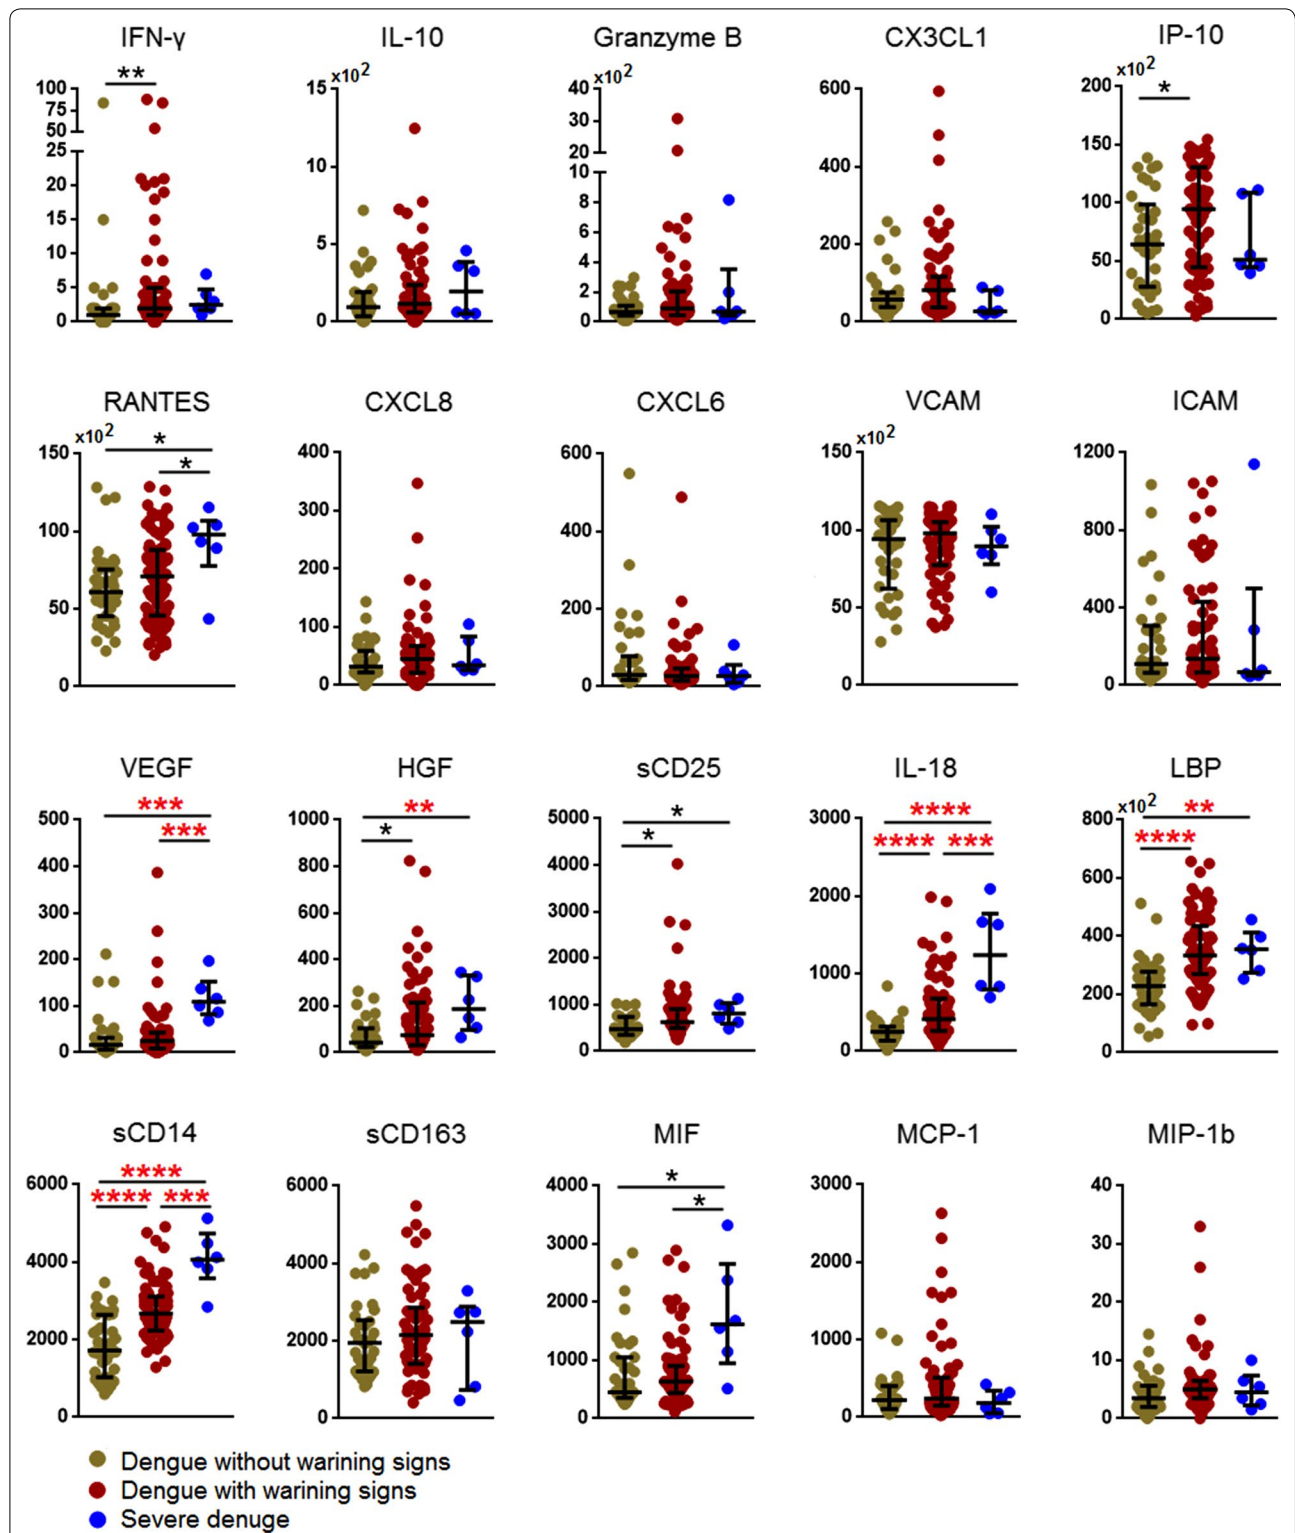 IFN-γ IL-10 Granzyme B CX3CL1 IP-10
** x10² x10² x10² *
100 75 50 25 20 15 10 5 0
15 10 5 0
40 30 20 10 8 6 4 2 0
600 400 200 0
200 150 100 50 0
RANTES CXCL8 CXCL6 VCAM ICAM
x10² * * x10²
150 100 50 0
400 300 200 100 0
600 400 200 0
150 100 50 0
1200 800 400 0
VEGF HGF sCD25 IL-18 LBP
*** *** ** * * * **** **** *** x10² ** ****
500 400 300 200 100 0
1000 800 600 400 200 0
5000 4000 3000 2000 1000 0
3000 2000 1000 0
800 600 400 200 0
sCD14 sCD163 MIF MCP-1 MIP-1b
**** **** *** * *
6000 4000 2000 0
6000 4000 2000 0
4000 3000 2000 1000 0
3000 2000 1000 0
40 30 20 10 0
Dengue without warining signs
Dengue with warining signs
Severe denuge